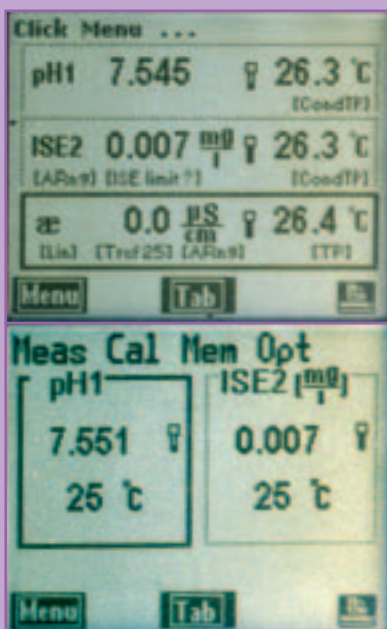 Click Menu ...
pH1 7.545 26.3 °C
[CondTP]
ISE2 0.007 mg/l 26.3 °C
[ARng] [ISE limit?] [CondTP]
æ 0.0 µS/cm 26.4 °C
[Lin] [Tref25] [ARng] [TP]
Menu Tab
Meas Cal Mem Opt
pH1 ISE2 [mg/l]
7.551 0.007
25 °C 25 °C
Menu Tab